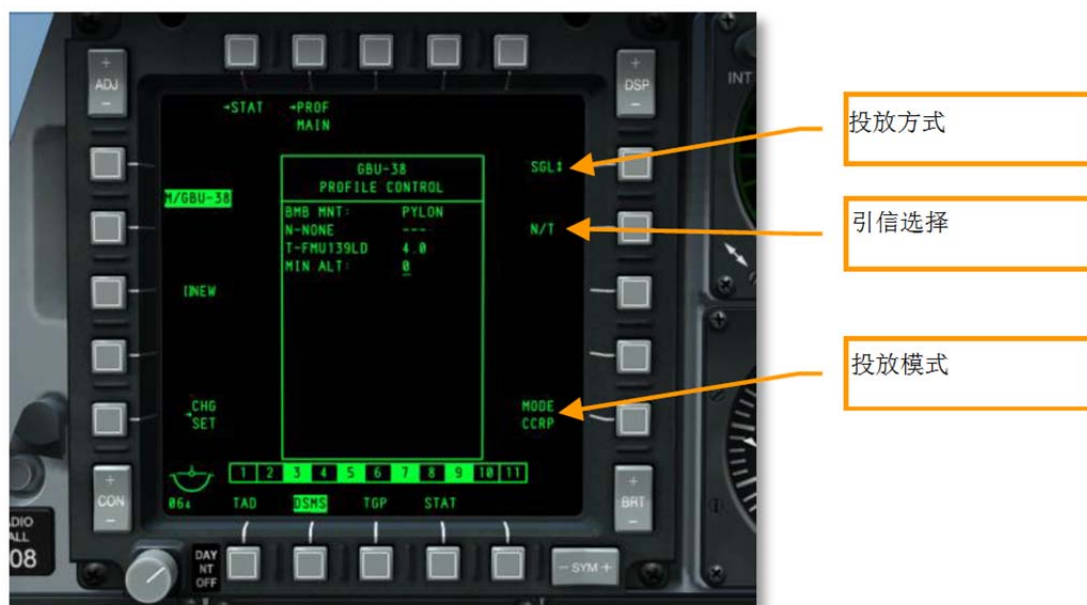 +
ADJ
-
+
DSP
-
INT
→STAT
→PROF
MAIN
投放方式
GBU-38
PROFILE CONTROL
SGL↕
M/GBU-38
BMB MNT: PYLON
N-NONE ---
T-FMU139LD 4.0
MIN ALT: 0
N/T
引信选择
[]NEW
投放模式
→CHG
SET
MODE
CCRP
1 2 3 4 5 6 7 8 9 10 11
+
CON
-
TAD
DSMS
TGP
STAT
+
BRT
-
08
DAY
NT
OFF
- SYM +